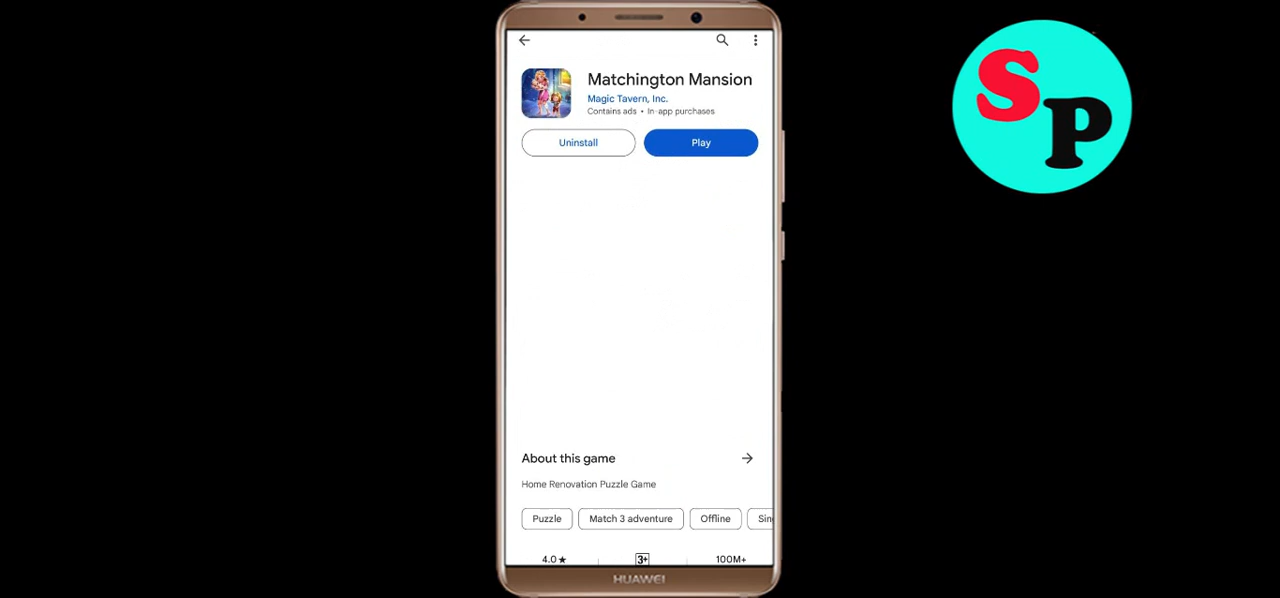 Matchington Mansion
Magic Tavern, Inc.
Contains ads • In-app purchases
Uninstall
Play
About this game
Home Renovation Puzzle Game
Puzzle
Match 3 adventure
Offline
4.0★
3+
100M+
HUAWEI
SP